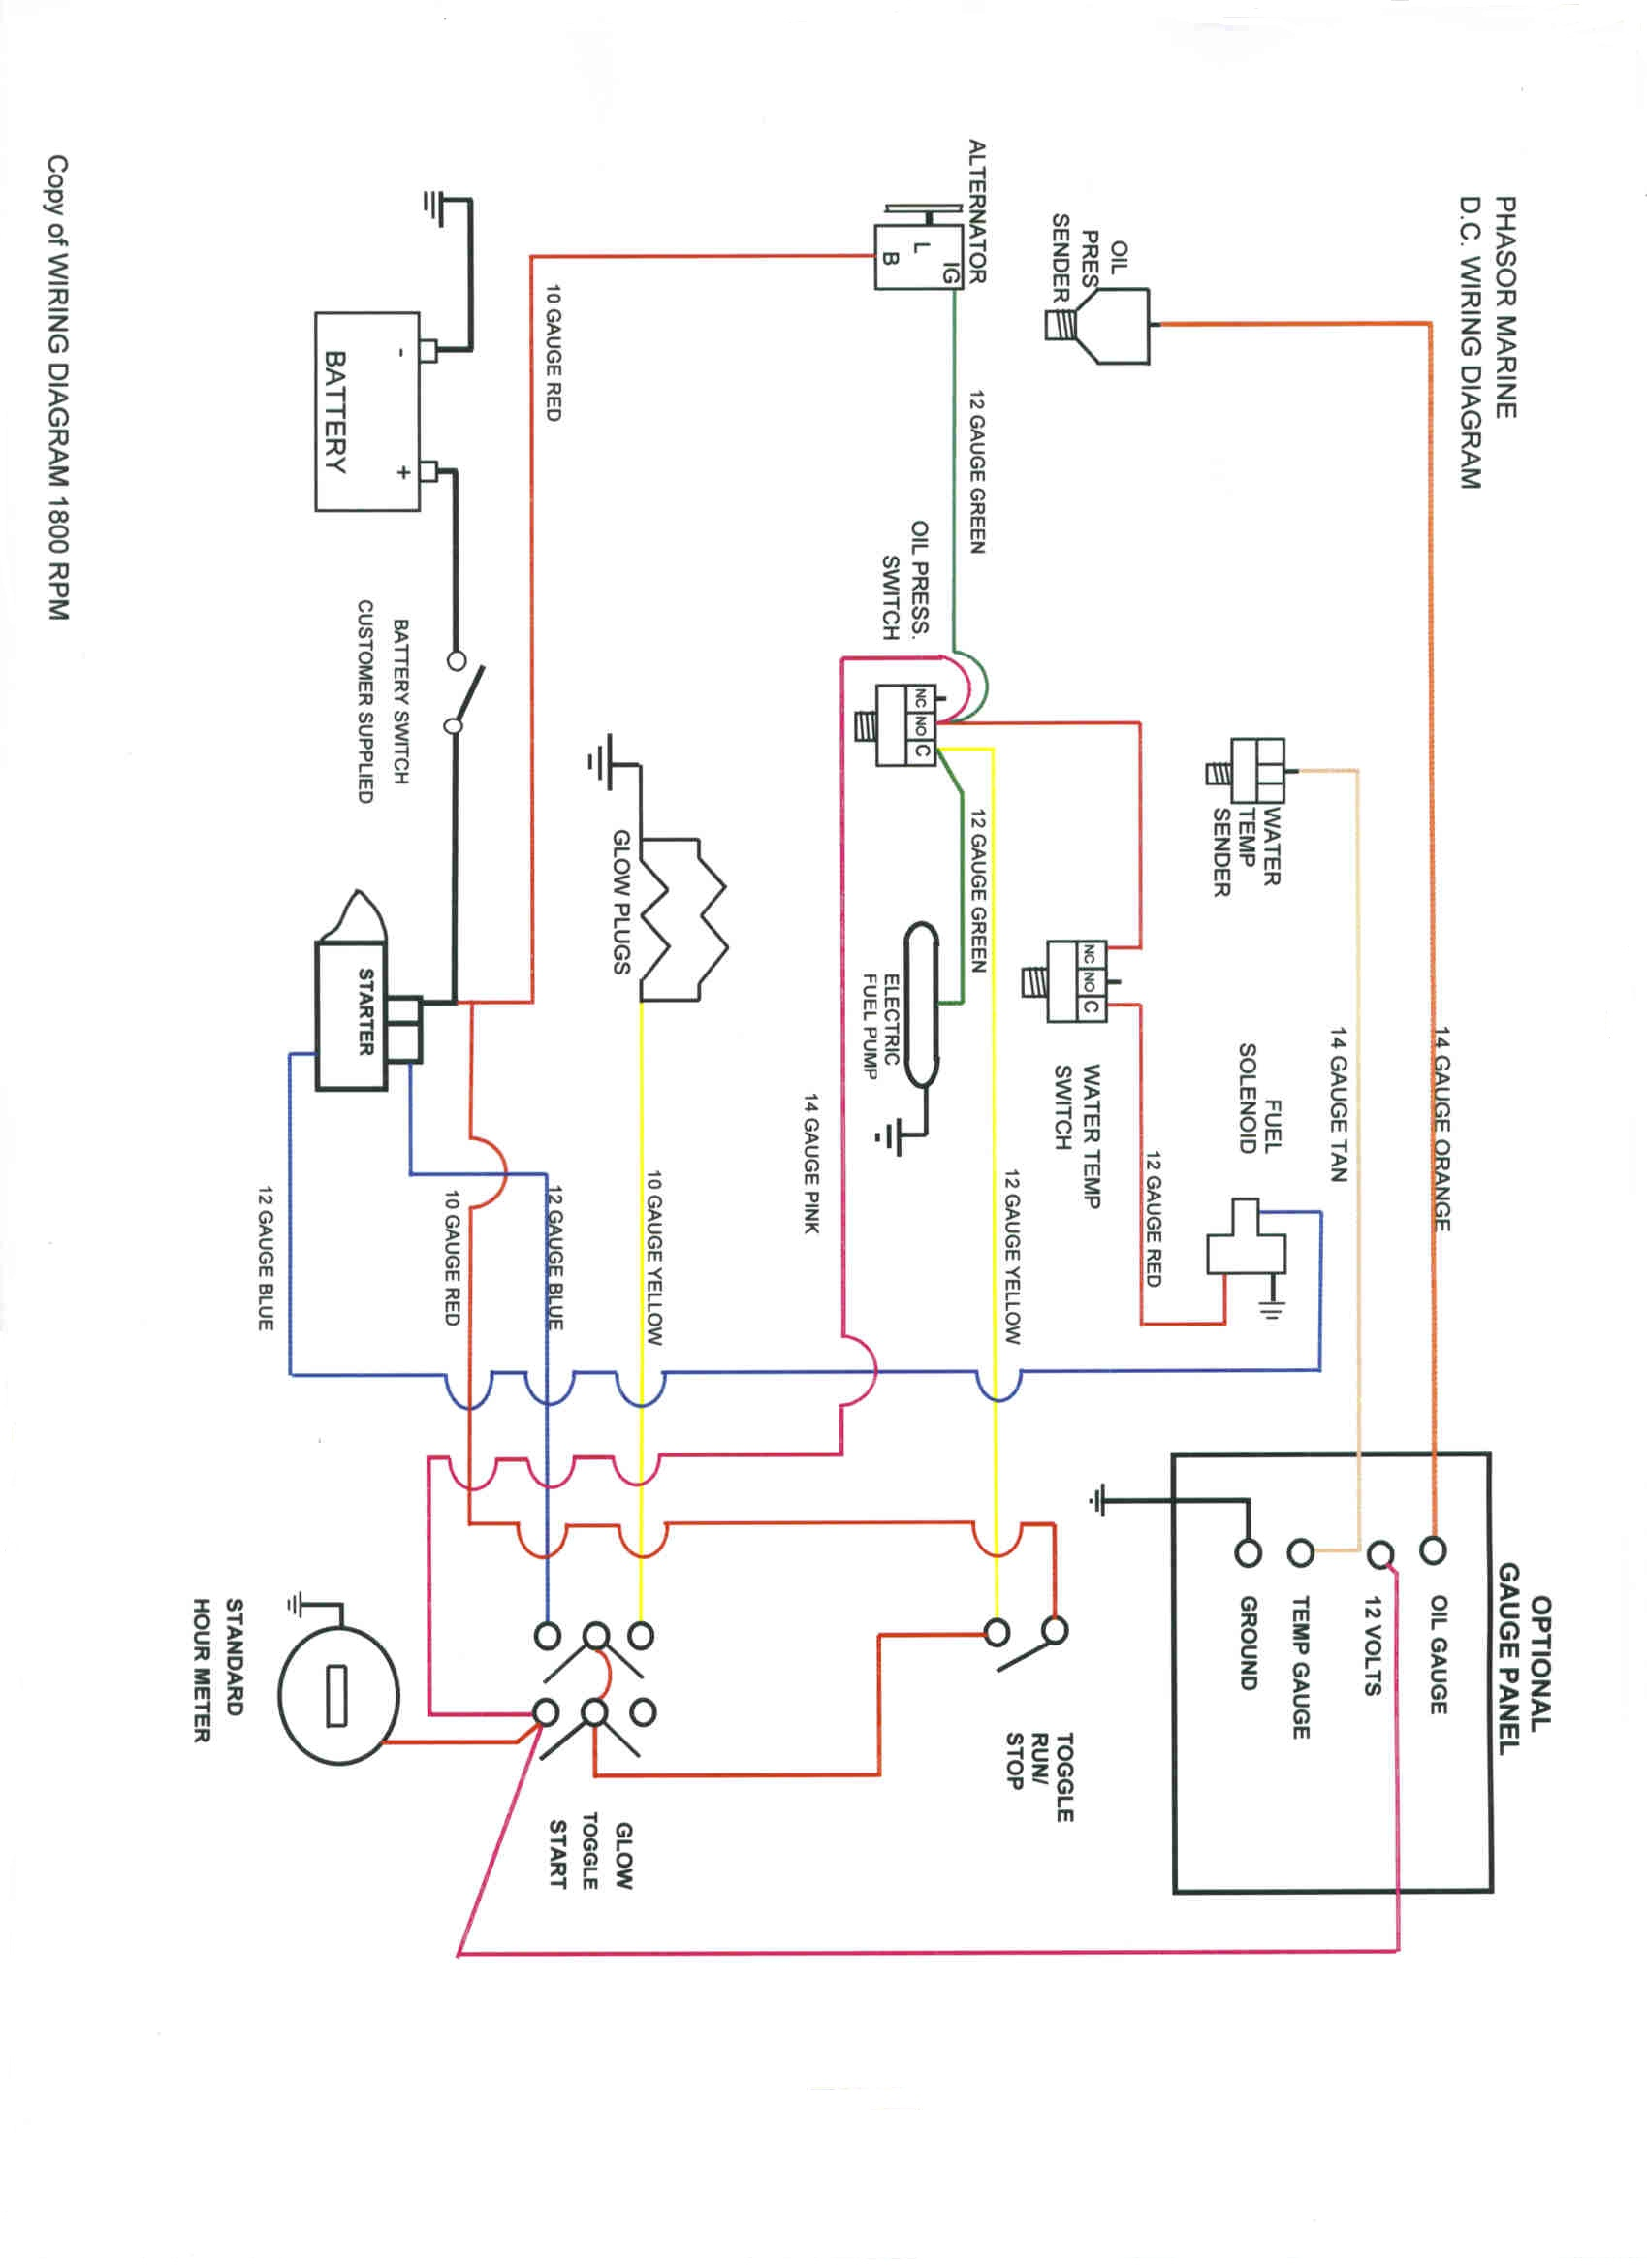 PHASOR MARINE
D.C. WIRING DIAGRAM
OIL
PRES
SENDER
ALTERNATOR
IG
L
B
12 GAUGE GREEN
10 GAUGE RED
OIL PRESS.
SWITCH
NC NO C
WATER
TEMP
SENDER
NC NO C
WATER TEMP
SWITCH
12 GAUGE RED
FUEL
SOLENOID
14 GAUGE TAN
14 GAUGE ORANGE
OPTIONAL
GAUGE PANEL
OIL GAUGE
12 VOLTS
TEMP GAUGE
GROUND
12 GAUGE GREEN
ELECTRIC
FUEL PUMP
12 GAUGE YELLOW
14 GAUGE PINK
TOGGLE
RUN/
STOP
GLOW PLUGS
10 GAUGE YELLOW
12 GAUGE BLUE
10 GAUGE RED
GLOW
TOGGLE
START
- +
BATTERY
BATTERY SWITCH
CUSTOMER SUPPLIED
STARTER
12 GAUGE BLUE
STANDARD
HOUR METER
Copy of WIRING DIAGRAM 1800 RPM